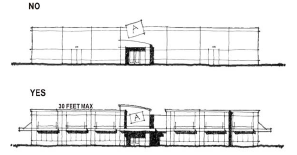 NO
A
YES
30 FEET MAX
A